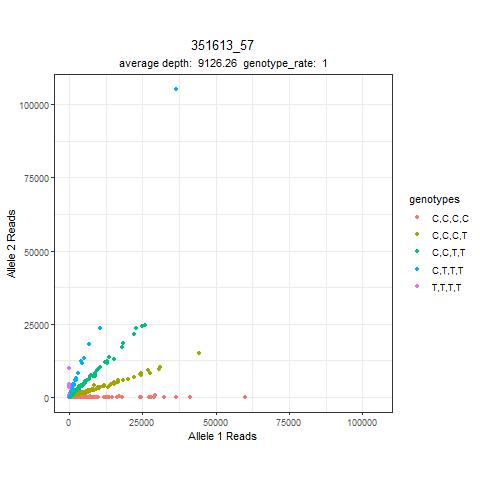 351613_57
average depth: 9126.26 genotype_rate: 1
100000
75000
50000
25000
0
Allele 2 Reads
0 25000 50000 75000 100000
Allele 1 Reads
genotypes
C,C,C,C
C,C,C,T
C,C,T,T
C,T,T,T
T,T,T,T